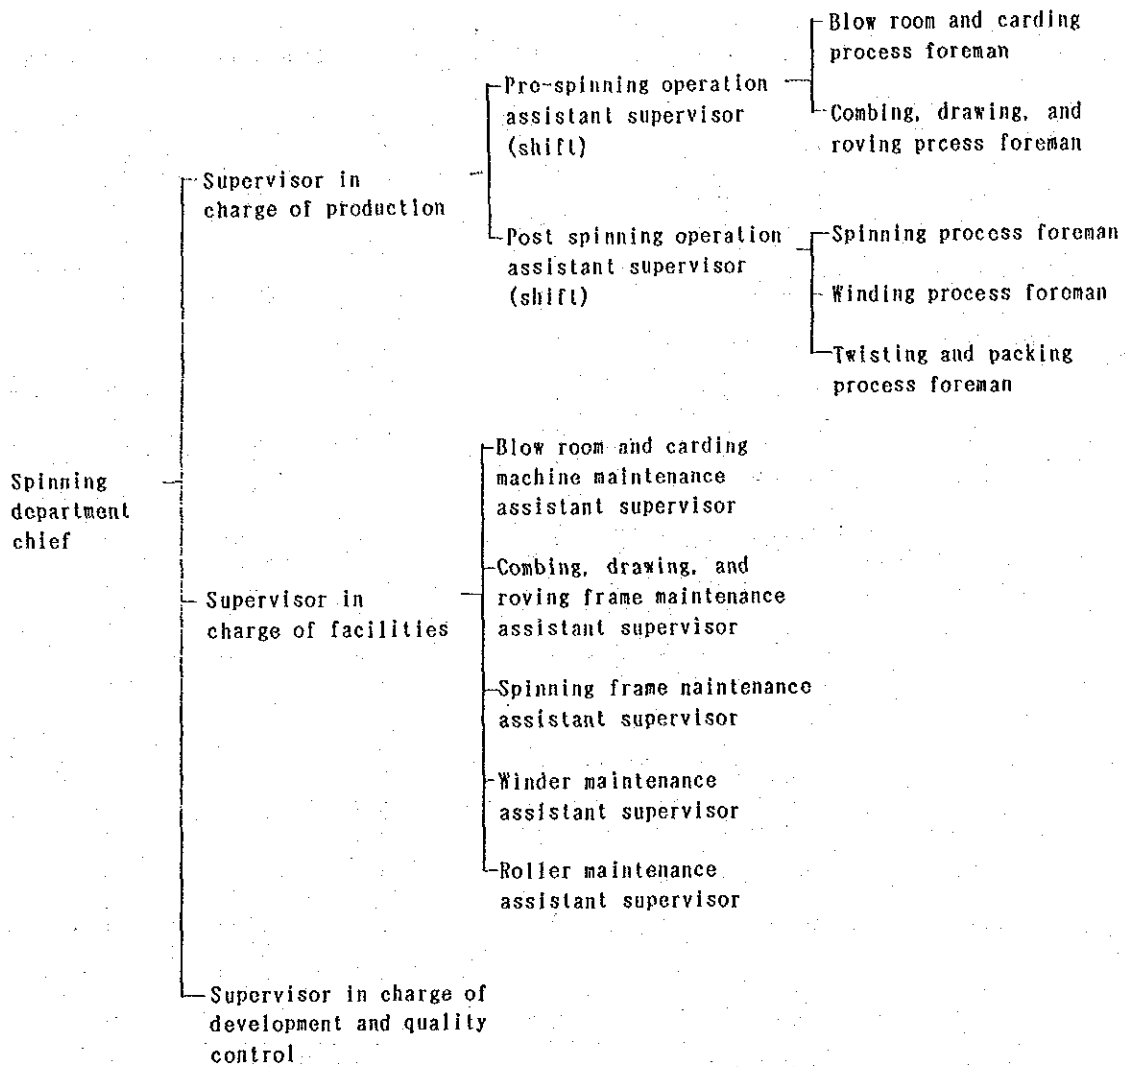 Blow room and carding
process foreman
Pre-spinning operation
assistant supervisor
(shift)
Combing, drawing, and
roving prcess foreman
Supervisor in
charge of production
Post spinning operation
assistant supervisor
(shift)
Spinning process foreman
Winding process foreman
Twisting and packing
process foreman
Spinning
department
chief
Blow room and carding
machine maintenance
assistant supervisor
Combing, drawing, and
roving frame maintenance
assistant supervisor
Supervisor in
charge of facilities
Spinning frame naintenance
assistant supervisor
Winder maintenance
assistant supervisor
Roller maintenance
assistant supervisor
Supervisor in charge of
development and quality
control